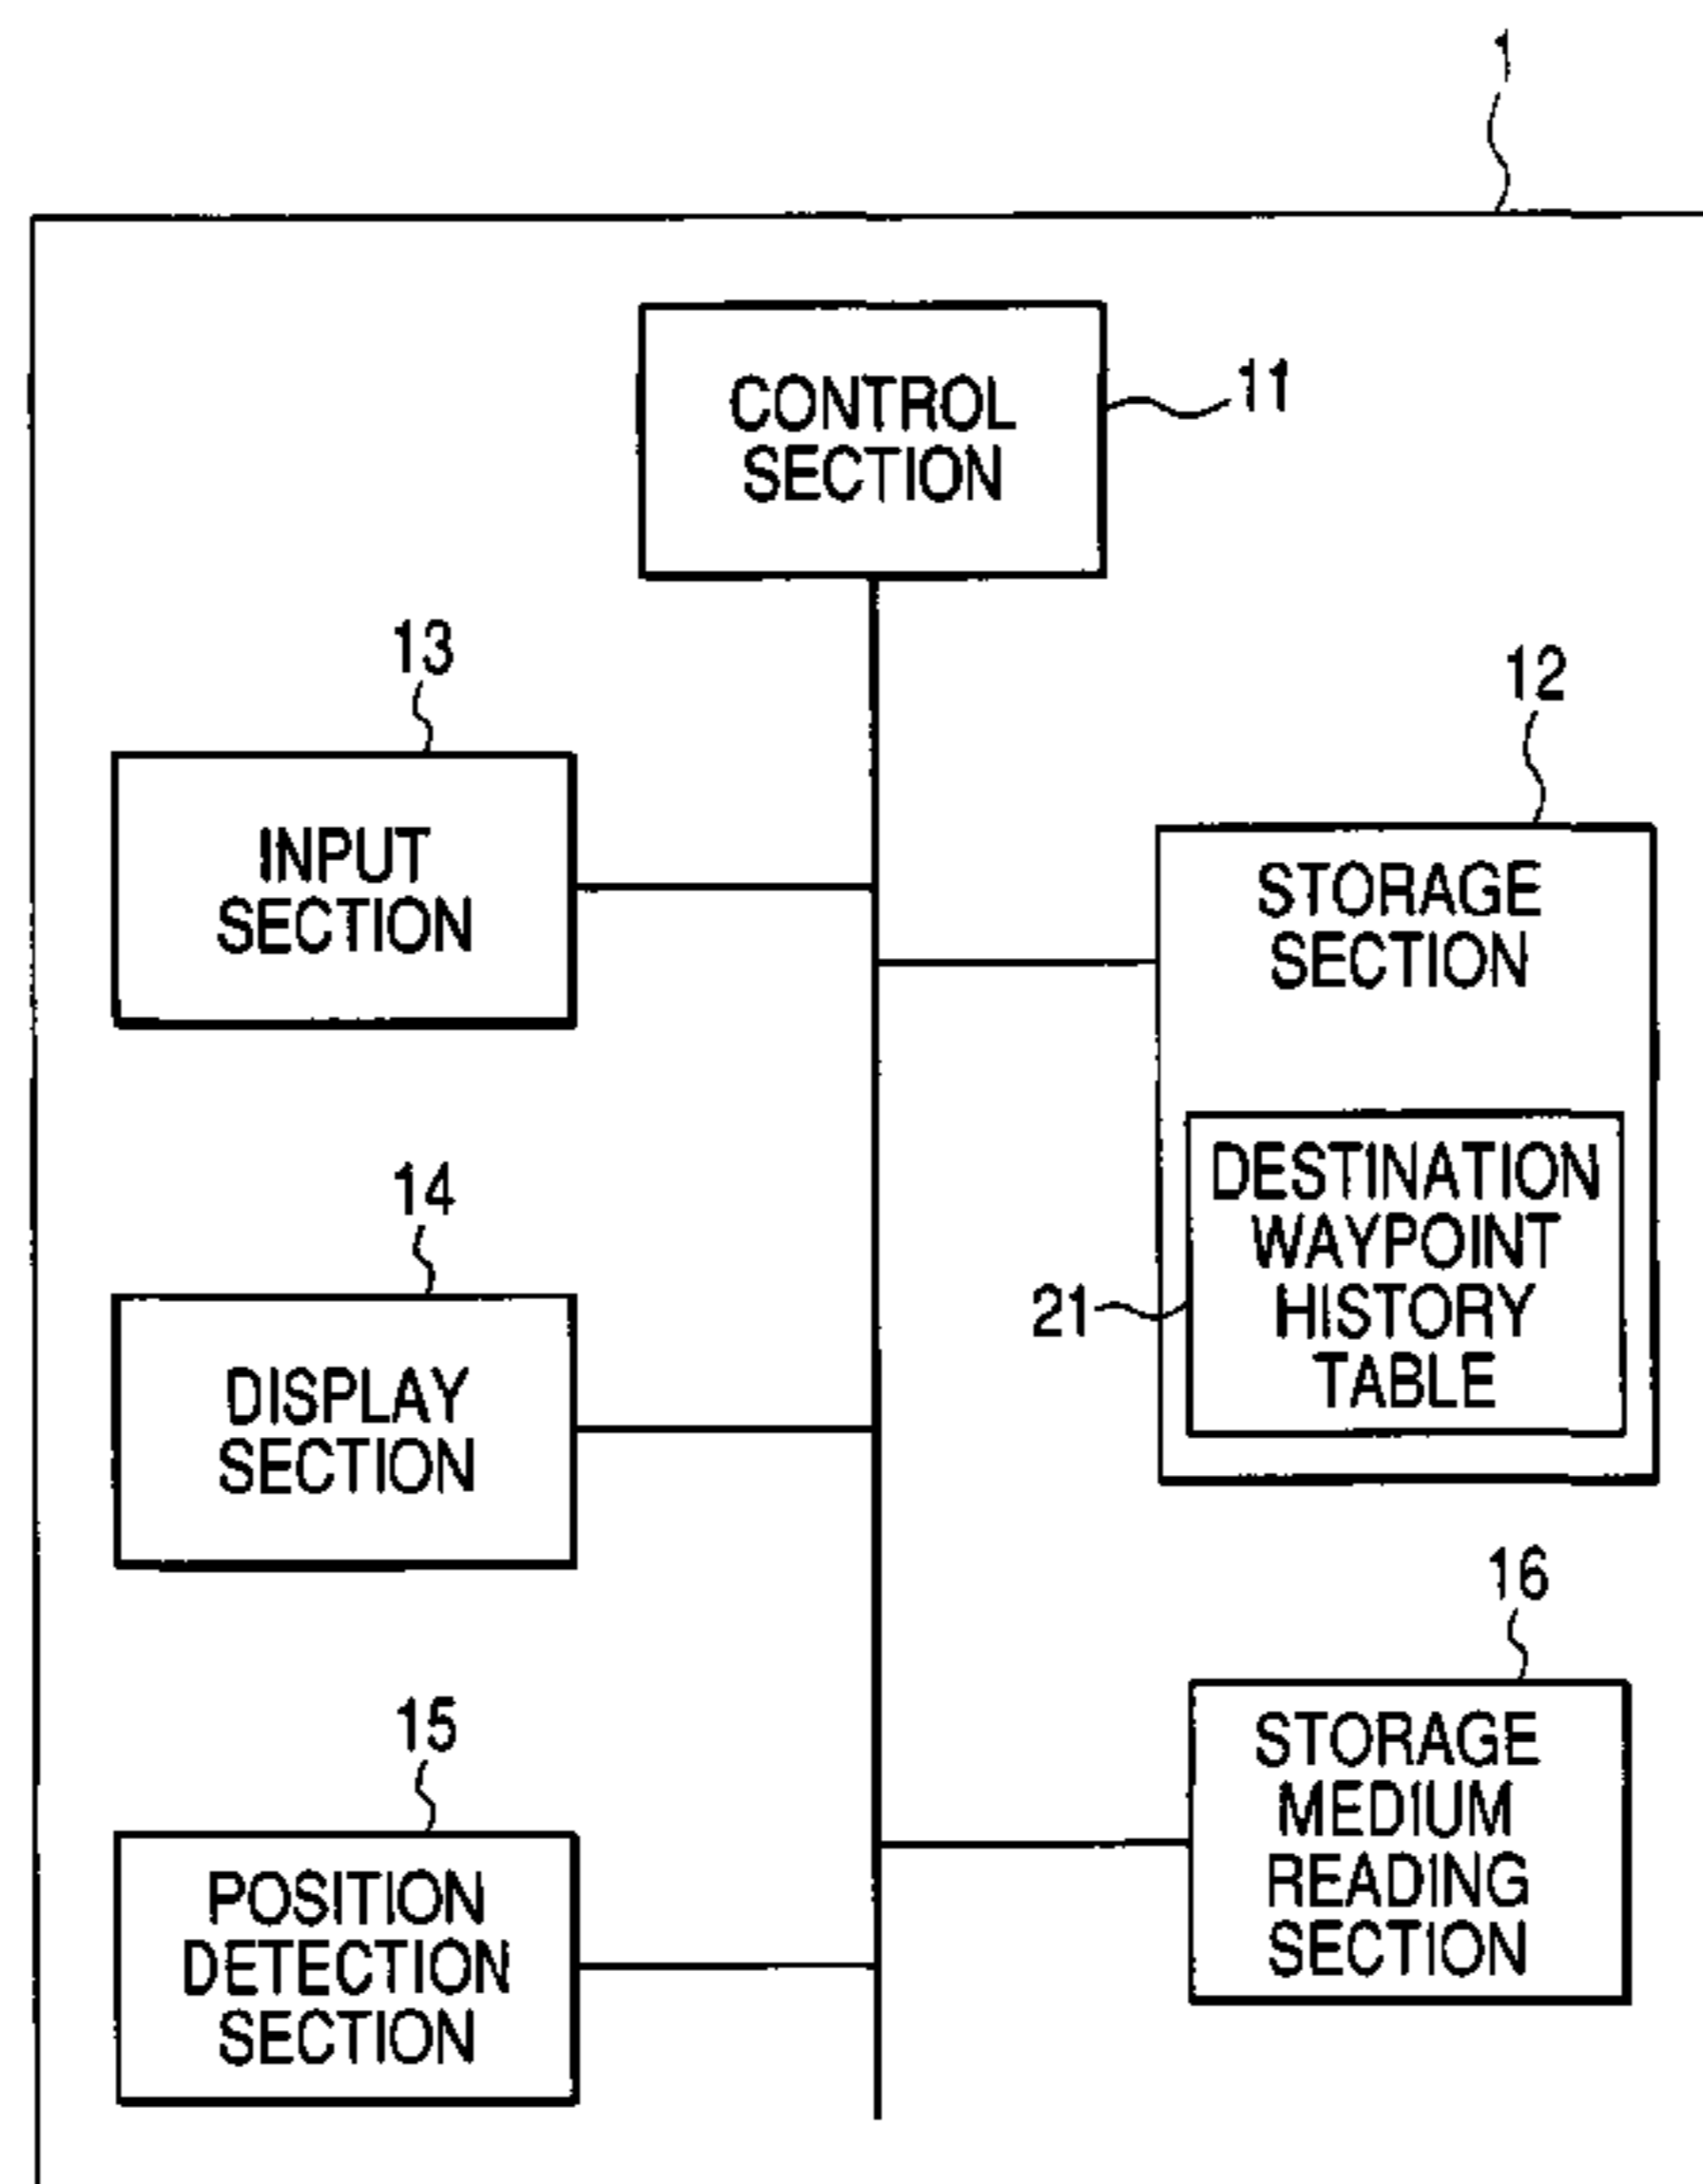 1
CONTROL
SECTION
11
13
12
INPUT
SECTION
STORAGE
SECTION
14
DESTINATION
WAYPOINT
HISTORY
TABLE
21
DISPLAY
SECTION
16
15
STORAGE
MEDIUM
READING
SECTION
POSITION
DETECTION
SECTION